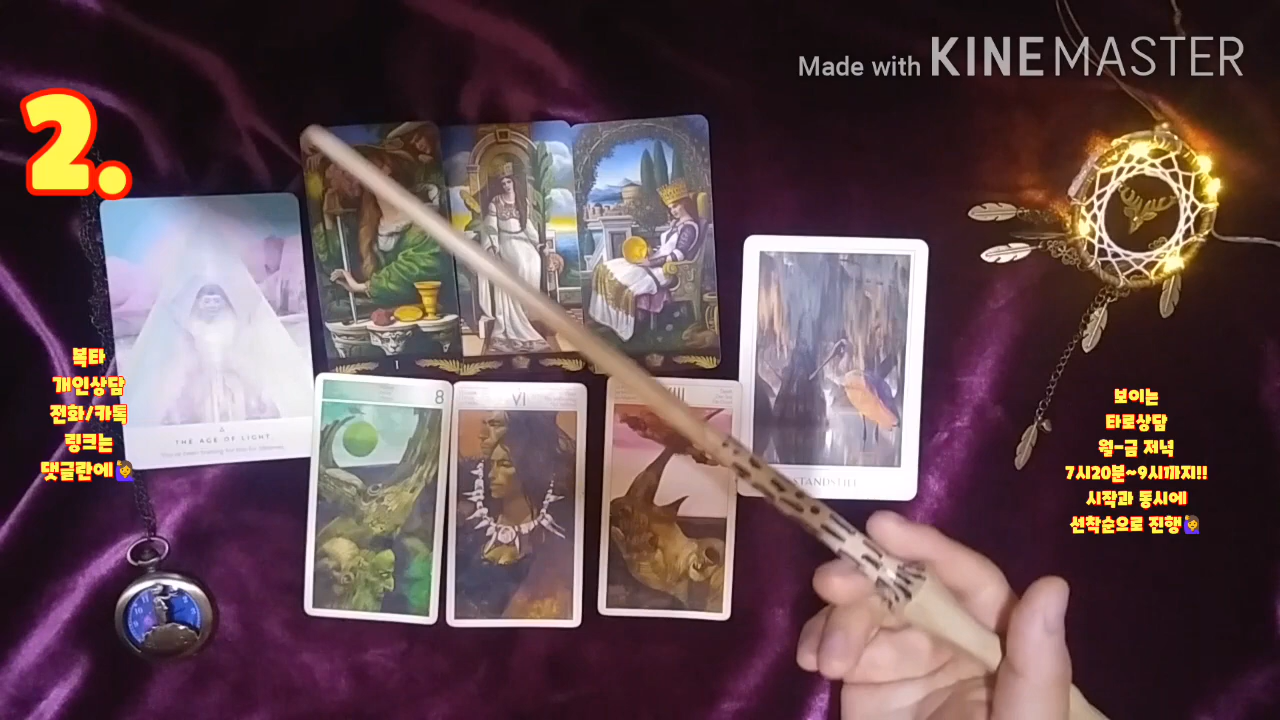 Made with KINEMASTER
2.
복타
개인상담
전화/카톡
링크는
댓글란에🙋‍♀️
보이는
타로상담
월-금 저녁
7시20분~9시까지!!
시작과 동시에
선착순으로 진행🙋‍♀️
THE AGE OF LIGHT
I
8
VI
STANDSTILL